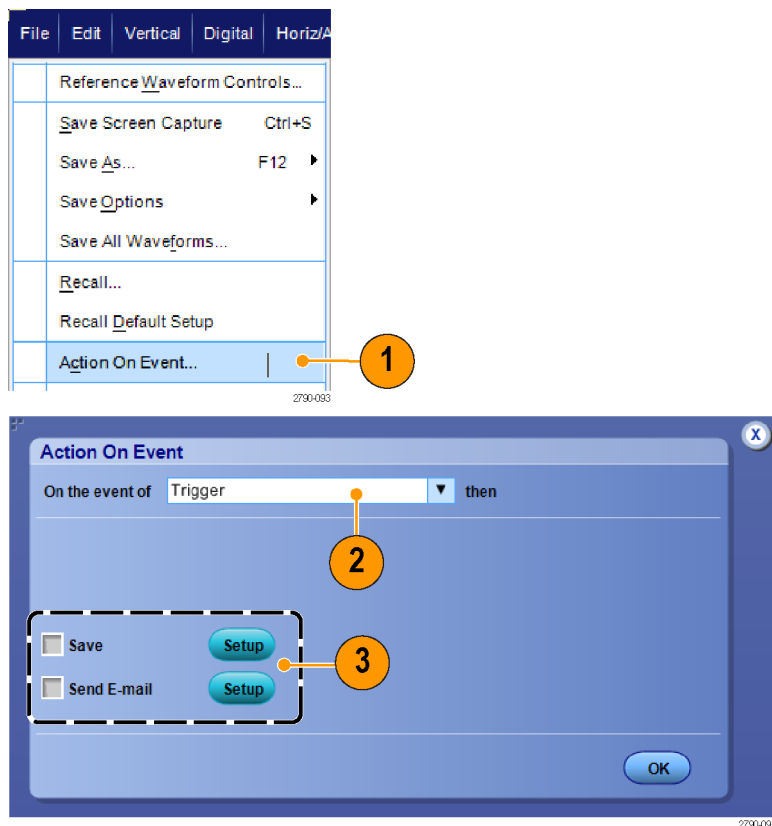 File Edit Vertical Digital Horiz/A
Reference Waveform Controls...
Save Screen Capture Ctrl+S
Save As... F12
Save Options
Save All Waveforms...
Recall...
Recall Default Setup
Action On Event...
1
2790-093
X
Action On Event
On the event of Trigger then
2
Save Setup
3
Send E-mail Setup
OK
2790-09